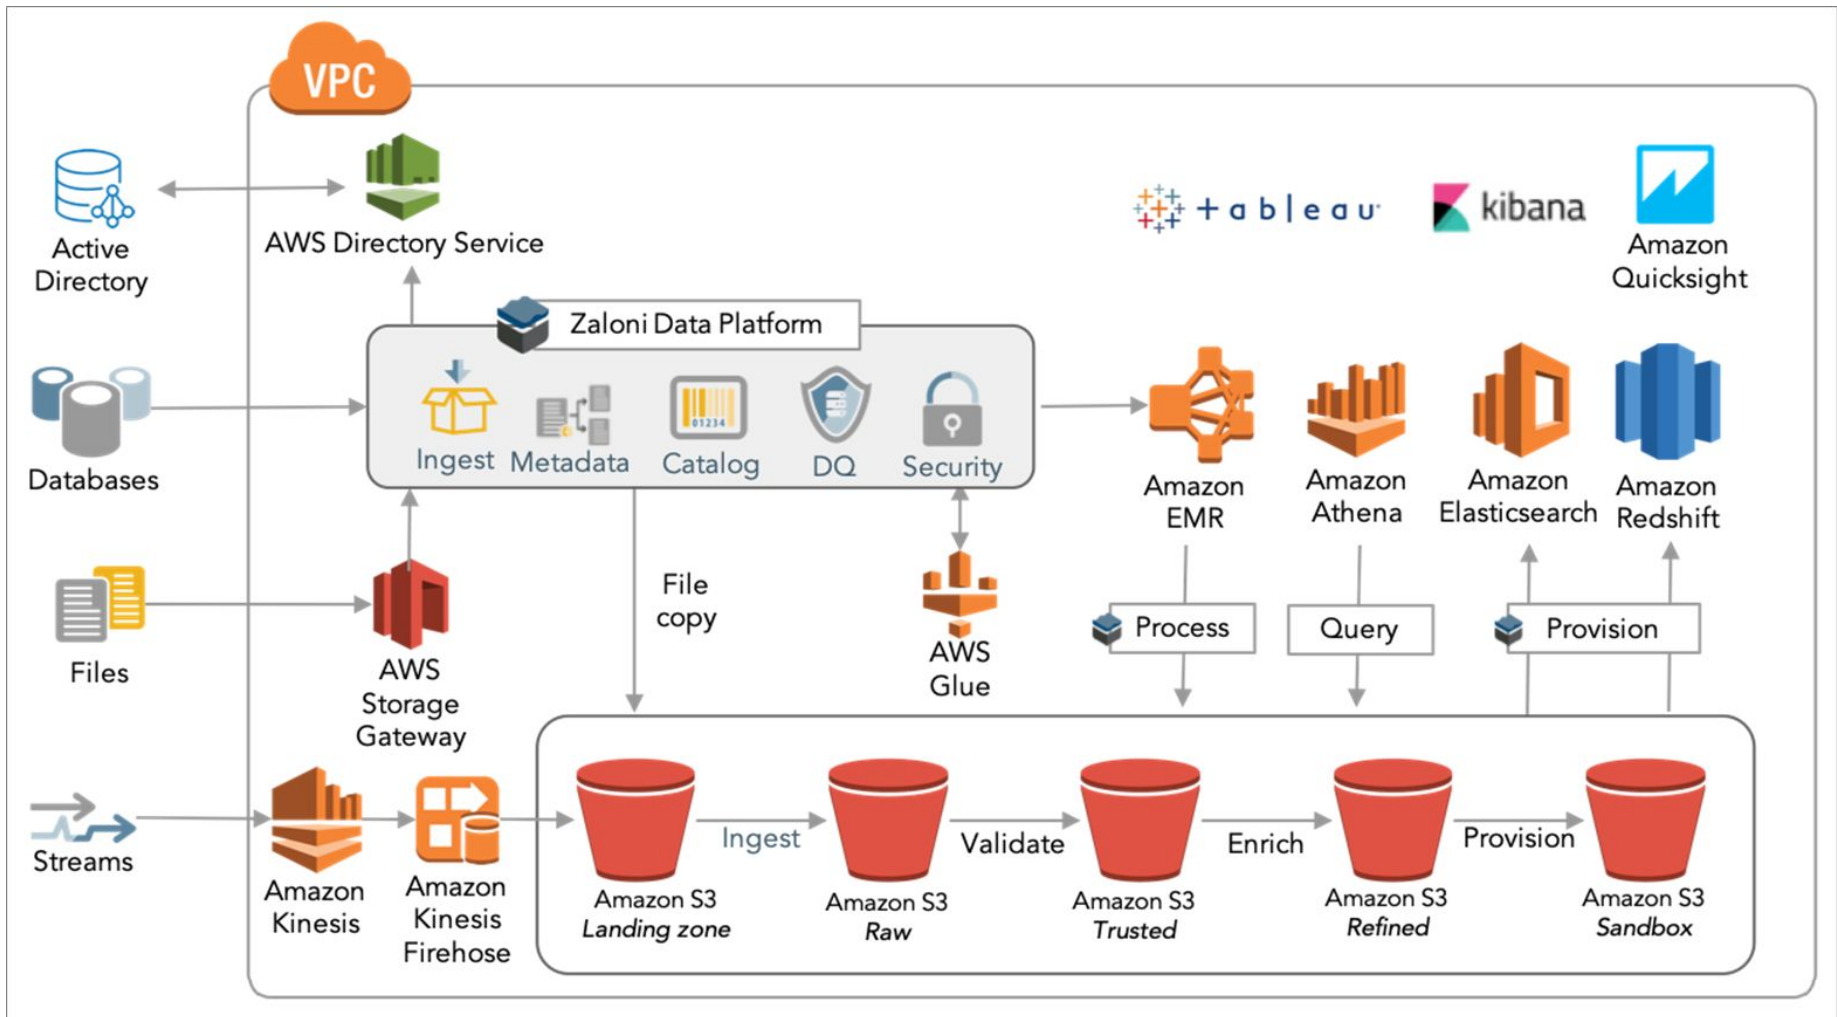 VPC
Active
Directory
AWS Directory Service
tableau
kibana
Amazon
Quicksight
Zaloni Data Platform
Ingest
Metadata
01234
Catalog
DQ
Security
Databases
Amazon
EMR
Amazon
Athena
Amazon
Elasticsearch
Amazon
Redshift
Files
AWS
Storage
Gateway
File
copy
AWS
Glue
Process
Query
Provision
Streams
Amazon
Kinesis
Amazon
Kinesis
Firehose
Ingest
Validate
Enrich
Provision
Amazon S3
Landing zone
Amazon S3
Raw
Amazon S3
Trusted
Amazon S3
Refined
Amazon S3
Sandbox